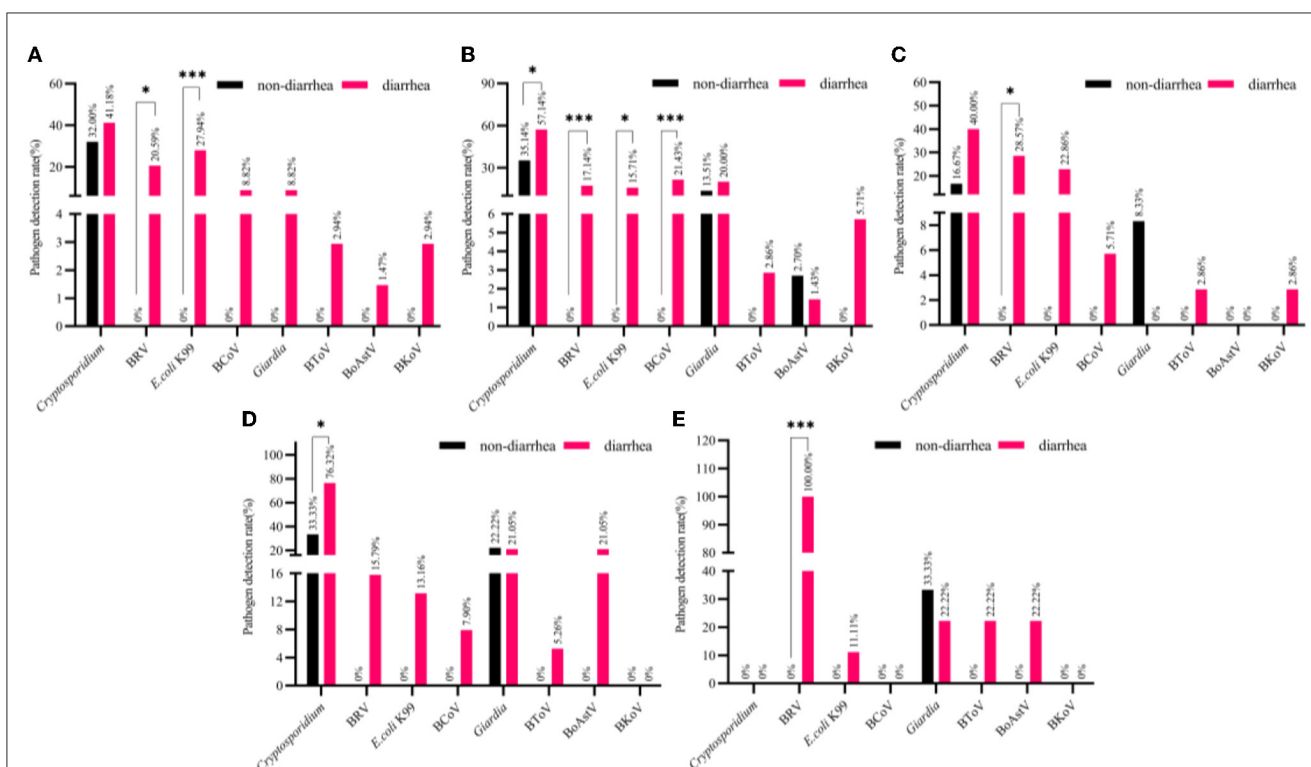 A
non-diarrhea diarrhea
Pathogen detection rate(%)
60
40
20
4
3
2
1
0
* ***
32.00% 41.18% 0% 20.59% 0% 27.94% 0% 8.82% 0% 8.82% 0% 2.94% 0% 1.47% 0% 2.94%
Cryptosporidium BRV E.coli K99 BCoV Giardia BToV BoAstV BKoV
B
non-diarrhea diarrhea
Pathogen detection rate(%)
90
60
30
6
5
4
3
2
1
0
* *** * ***
35.14% 57.14% 0% 17.14% 0% 15.71% 0% 21.43% 13.51% 20.00% 0% 2.86% 2.70% 1.43% 0% 5.71%
Cryptosporidium BRV E.coli K99 BCoV Giardia BToV BoAstV BKoV
C
non-diarrhea diarrhea
Pathogen detection rate(%)
60
50
40
30
20
8
6
4
2
0
*
16.67% 40.00% 0% 28.57% 0% 22.86% 0% 5.71% 8.33% 0% 0% 2.86% 0% 0% 0% 2.86%
Cryptosporidium BRV E.coli K99 BCoV Giardia BToV BoAstV BKoV
D
non-diarrhea diarrhea
Pathogen detection rate(%)
100
80
60
40
20
16
12
8
4
0
*
33.33% 76.32% 0% 15.79% 0% 13.16% 0% 7.90% 22.22% 21.05% 0% 5.26% 0% 21.05% 0% 0%
Cryptosporidium BRV E.coli K99 BCoV Giardia BToV BoAstV BKoV
E
non-diarrhea diarrhea
Pathogen detection rate(%)
120
110
100
90
80
40
30
20
10
0
***
0% 0% 0% 100.00% 0% 11.11% 0% 0% 33.33% 22.22% 0% 22.22% 0% 22.22% 0% 0%
Cryptosporidium BRV E.coli K99 BCoV Giardia BToV BoAstV BKoV